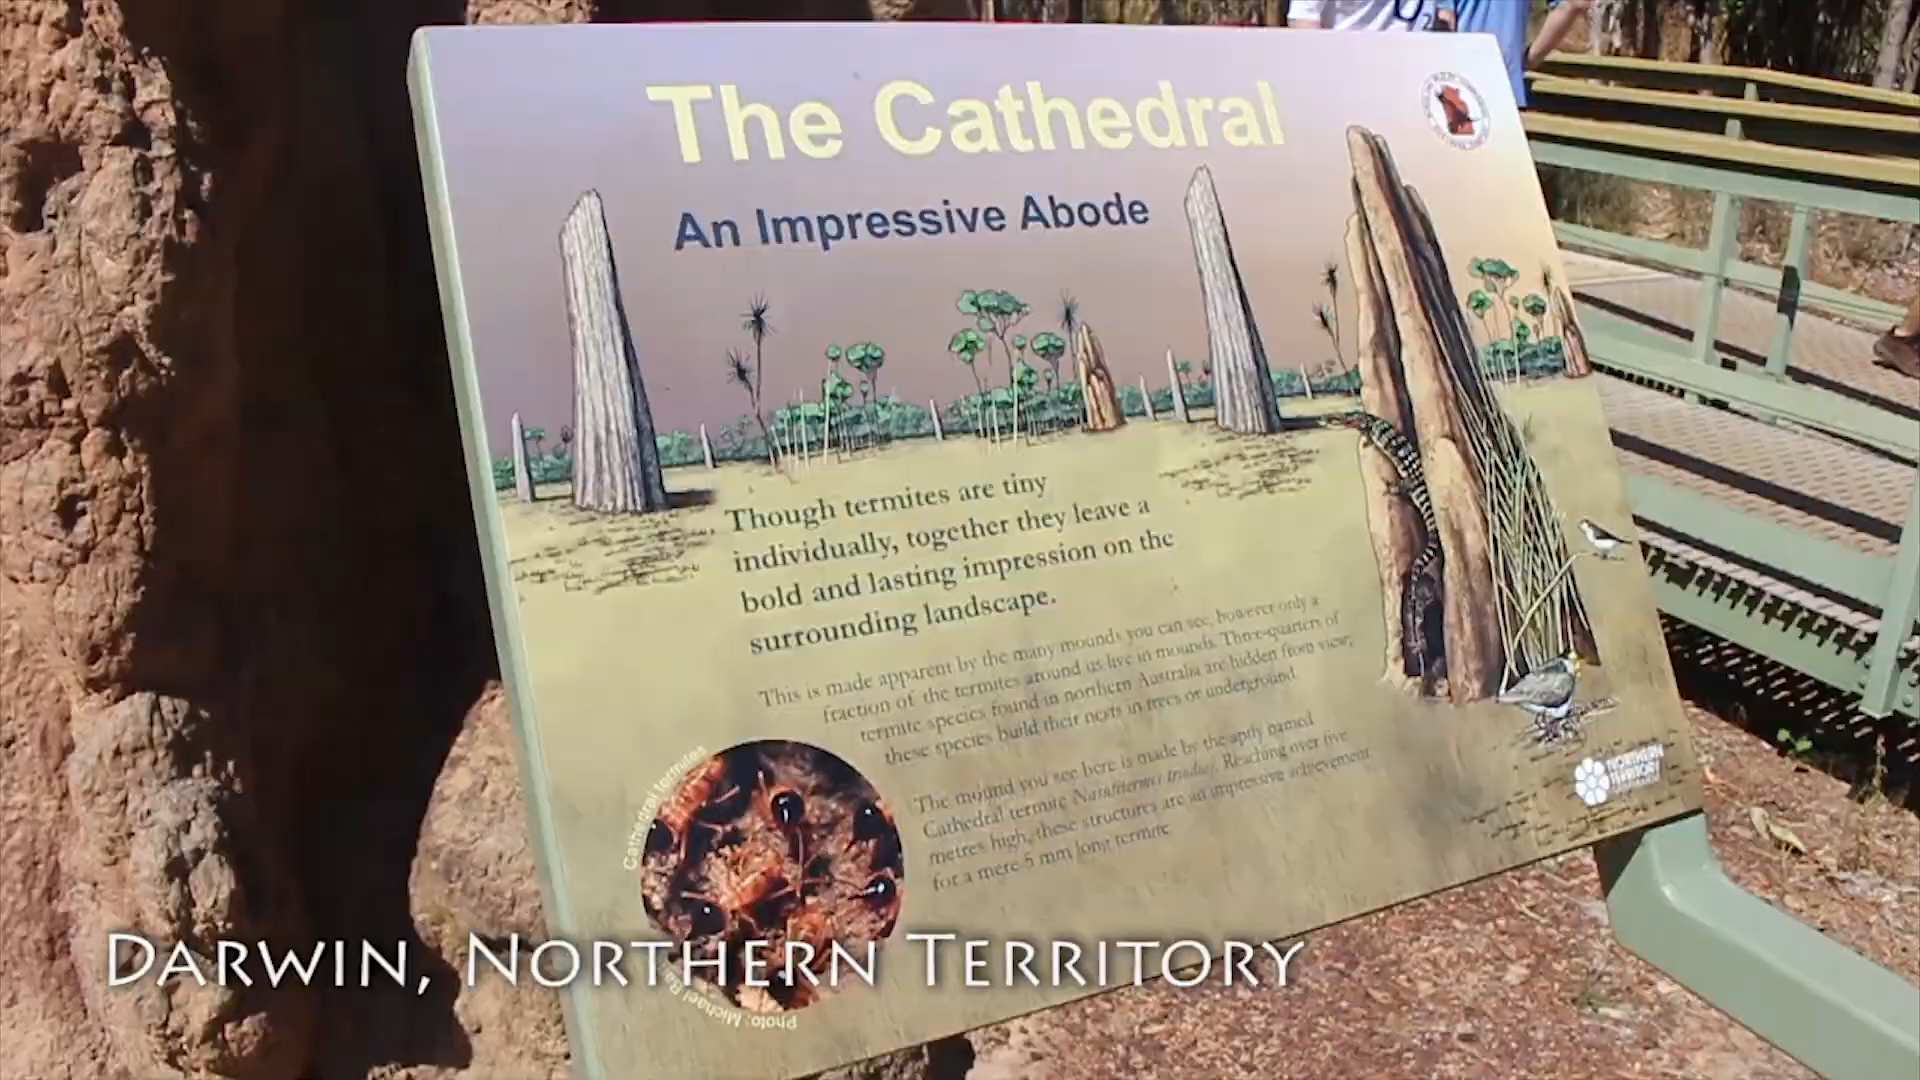 The Cathedral
An Impressive Abode
Though termites are tiny
individually, together they leave a
bold and lasting impression on the
surrounding landscape.
This is made apparent by the many mounds you can see, however only a
fraction of the termites around us live in mounds. Three-quarters of
termite species found in northern Australia are hidden from view;
these species build their nests in trees or underground.
The mound you see here is made by the aptly named
Cathedral termite Nasutitermes triodiae. Reaching over five
metres high, these structures are an impressive achievement
for a mere 5 mm long termite.
Cathedral termites
Photo: Michael
NORTHERN
TERRITORY
DARWIN, NORTHERN TERRITORY